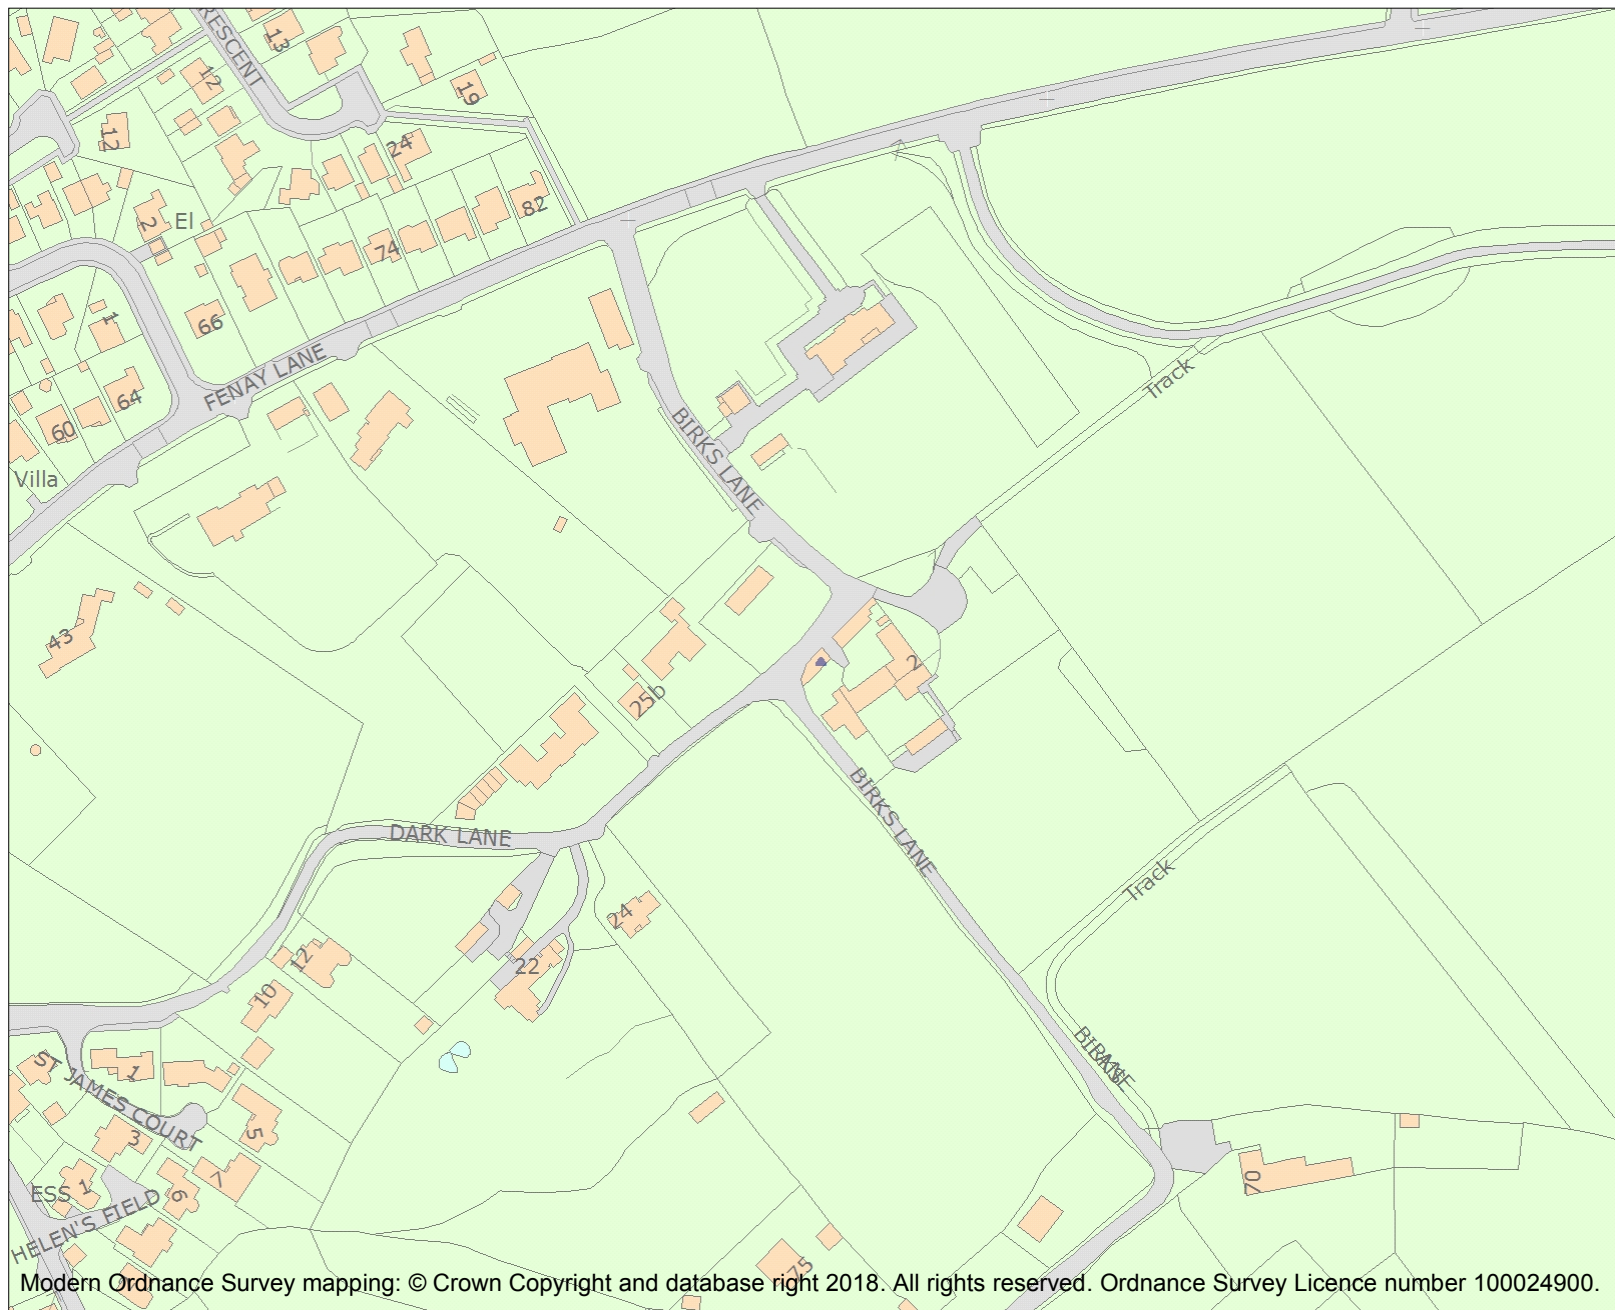 RESCENT
13
12
19
12
24
82
2
El
74
66
1
FENAY LANE
64
60
Villa
BIRKS LANE
Track
43
2
25b
BIRKS LANE
DARK LANE
Track
24
22
12
10
ST JAMES COURT
1
5
3
7
6
ESS 1
HELEN'S FIELD
BIRKS
LANE
70
75
Modern Ordnance Survey mapping: © Crown Copyright and database right 2018. All rights reserved. Ordnance Survey Licence number 100024900.